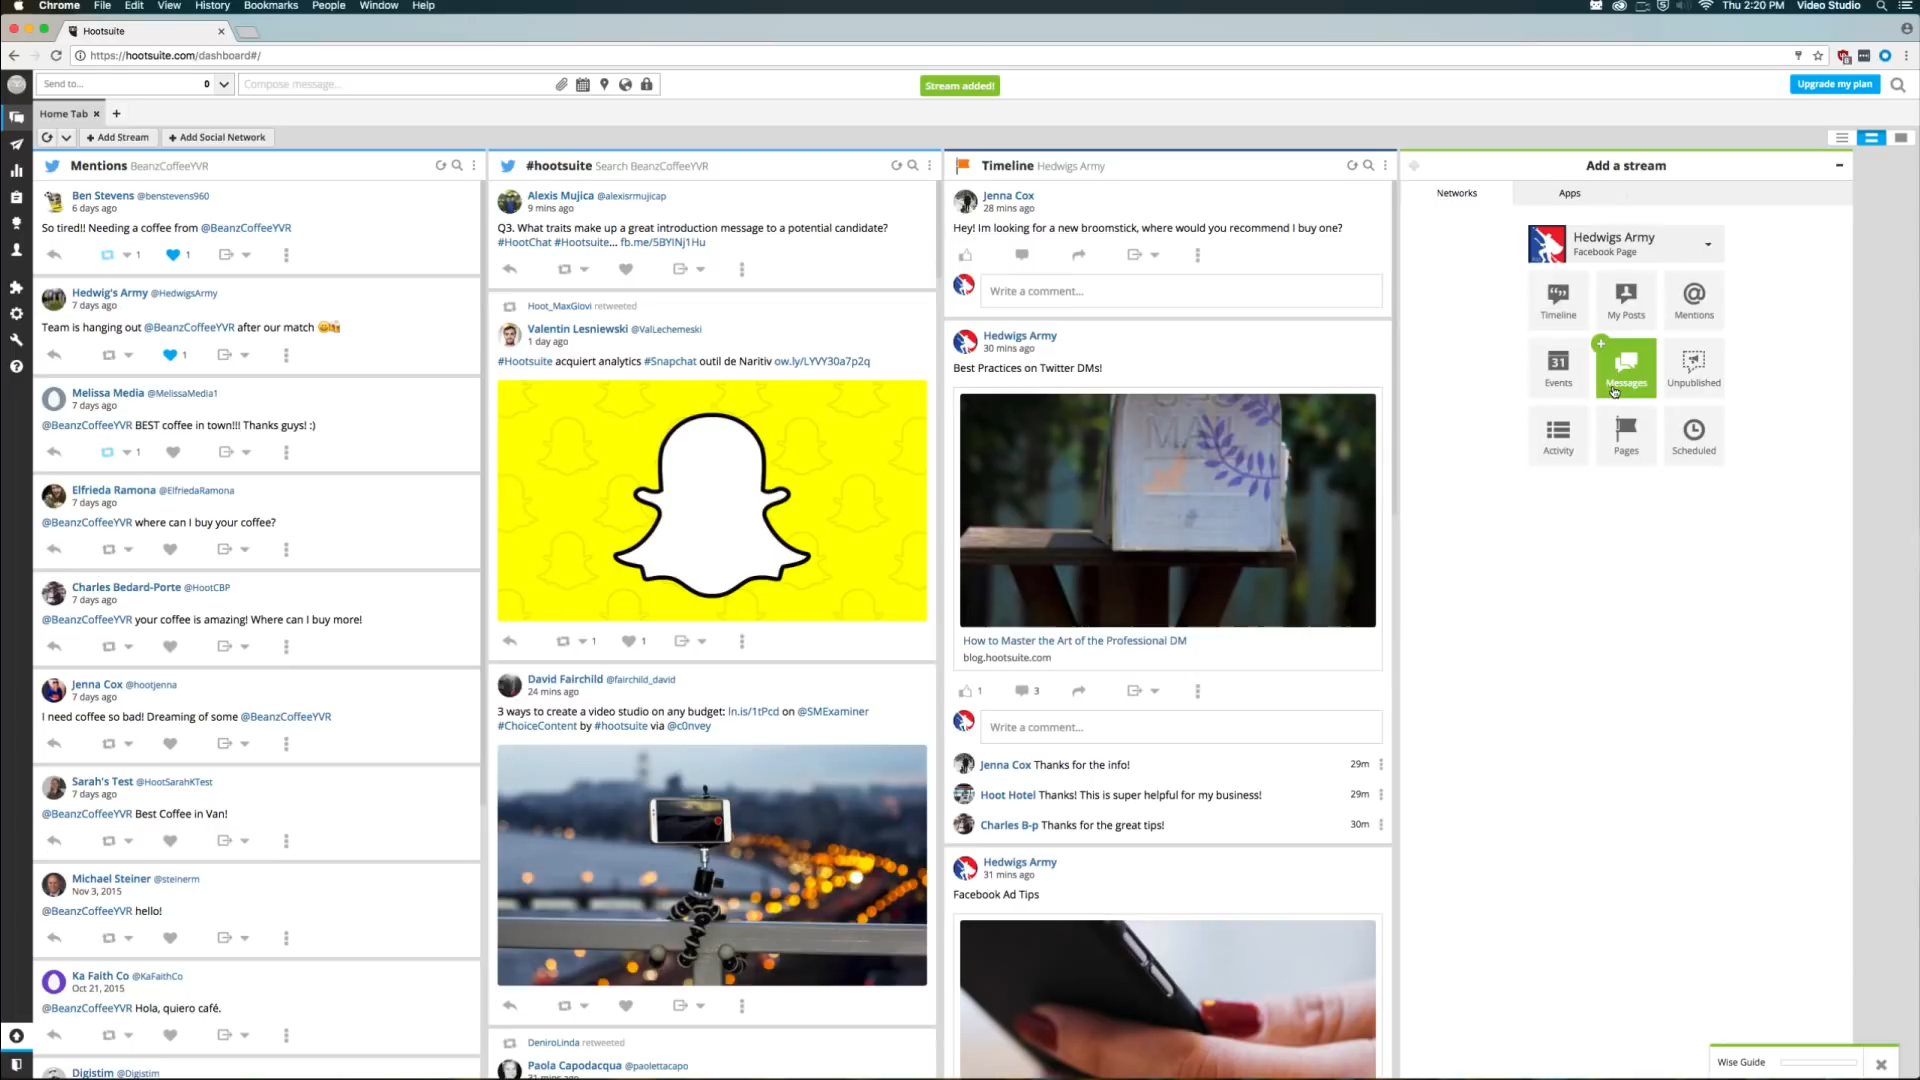 Chrome File Edit View History Bookmarks People Window Help
Thu 2:20 PM Video Studio
Hootsuite
https://hootsuite.com/dashboard#/
Send to... 0
Compose message...
Stream added!
Upgrade my plan
Home Tab
Add Stream
Add Social Network
Mentions BeanzCoffeeYVR
Ben Stevens @benstevens960
6 days ago
So tired!! Needing a coffee from @BeanzCoffeeYVR
1 1
Hedwig's Army @HedwigsArmy
7 days ago
Team is hanging out @BeanzCoffeeYVR after our match
1
Melissa Media @MelissaMedia1
7 days ago
@BeanzCoffeeYVR BEST coffee in town!!! Thanks guys! :)
1
Elfrieda Ramona @ElfriedaRamona
7 days ago
@BeanzCoffeeYVR where can I buy your coffee?
Charles Bedard-Porte @HootCBP
7 days ago
@BeanzCoffeeYVR your coffee is amazing! Where can I buy more!
Jenna Cox @hootjenna
7 days ago
I need coffee so bad! Dreaming of some @BeanzCoffeeYVR
Sarah's Test @HootSarahKTest
7 days ago
@BeanzCoffeeYVR Best Coffee in Van!
Michael Steiner @steinerm
Nov 3, 2015
@BeanzCoffeeYVR hello!
Ka Faith Co @KaFaithCo
Oct 21, 2015
@BeanzCoffeeYVR Hola, quiero café.
Digistim @Digistim
#hootsuite Search BeanzCoffeeYVR
Alexis Mujica @alexisrmujicap
9 mins ago
Q3. What traits make up a great introduction message to a potential candidate?
#HootChat #Hootsuite... fb.me/5BYINj1Hu
Hoot_MaxGiovi retweeted
Valentin Lesniewski @ValLechemeski
1 day ago
#Hootsuite acquiert analytics #Snapchat outil de Naritiv ow.ly/LYVY30a7p2q
1 1
David Fairchild @fairchild_david
24 mins ago
3 ways to create a video studio on any budget: ln.is/1tPcd on @SMExaminer
#ChoiceContent by #hootsuite via @c0nvey
DeniroLinda retweeted
Paola Capodacqua @paolettacapo
31 mins ago
Timeline Hedwigs Army
Jenna Cox
28 mins ago
Hey! Im looking for a new broomstick, where would you recommend I buy one?
Write a comment...
Hedwigs Army
30 mins ago
Best Practices on Twitter DMs!
How to Master the Art of the Professional DM
blog.hootsuite.com
1 3
Write a comment...
Jenna Cox Thanks for the info! 29m
Hoot Hotel Thanks! This is super helpful for my business! 29m
Charles B-p Thanks for the great tips! 30m
Hedwigs Army
31 mins ago
Facebook Ad Tips
Add a stream
Networks Apps
Hedwigs Army
Facebook Page
Timeline My Posts Mentions
31
Events Messages Unpublished
Activity Pages Scheduled
Wise Guide